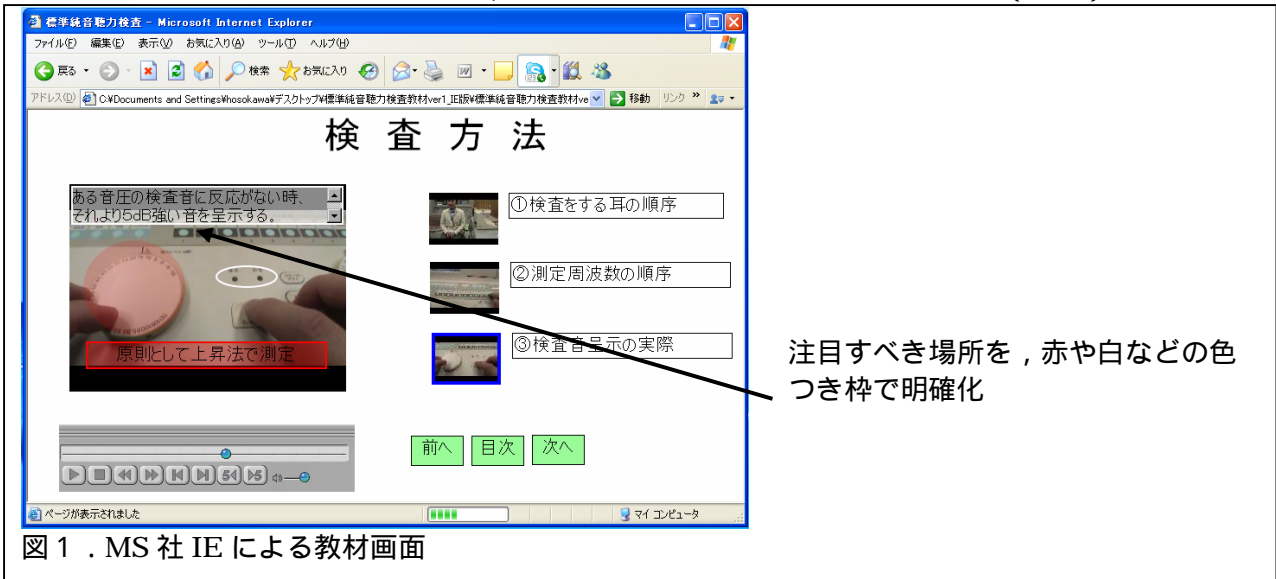 標準純音聴力検査 - Microsoft Internet Explorer
ファイル(F) 編集(E) 表示(V) お気に入り(A) ツール(T) ヘルプ(H)
戻る 検索 お気に入り
アドレス(D) C:¥Documents and Settings¥hosokawa¥デスクトップ¥標準純音聴力検査教材ver1_IE版¥標準純音聴力検査教材ve 移動 リンク »
検 査 方 法
ある音圧の検査音に反応がない時、
それより5dB強い音を呈示する。
原則として上昇法で測定
①検査をする耳の順序
②測定周波数の順序
③検査音呈示の実際
前へ 目次 次へ
ページが表示されました マイ コンピュータ
注目すべき場所を，赤や白などの色
つき枠で明確化
図１．MS 社 IE による教材画面